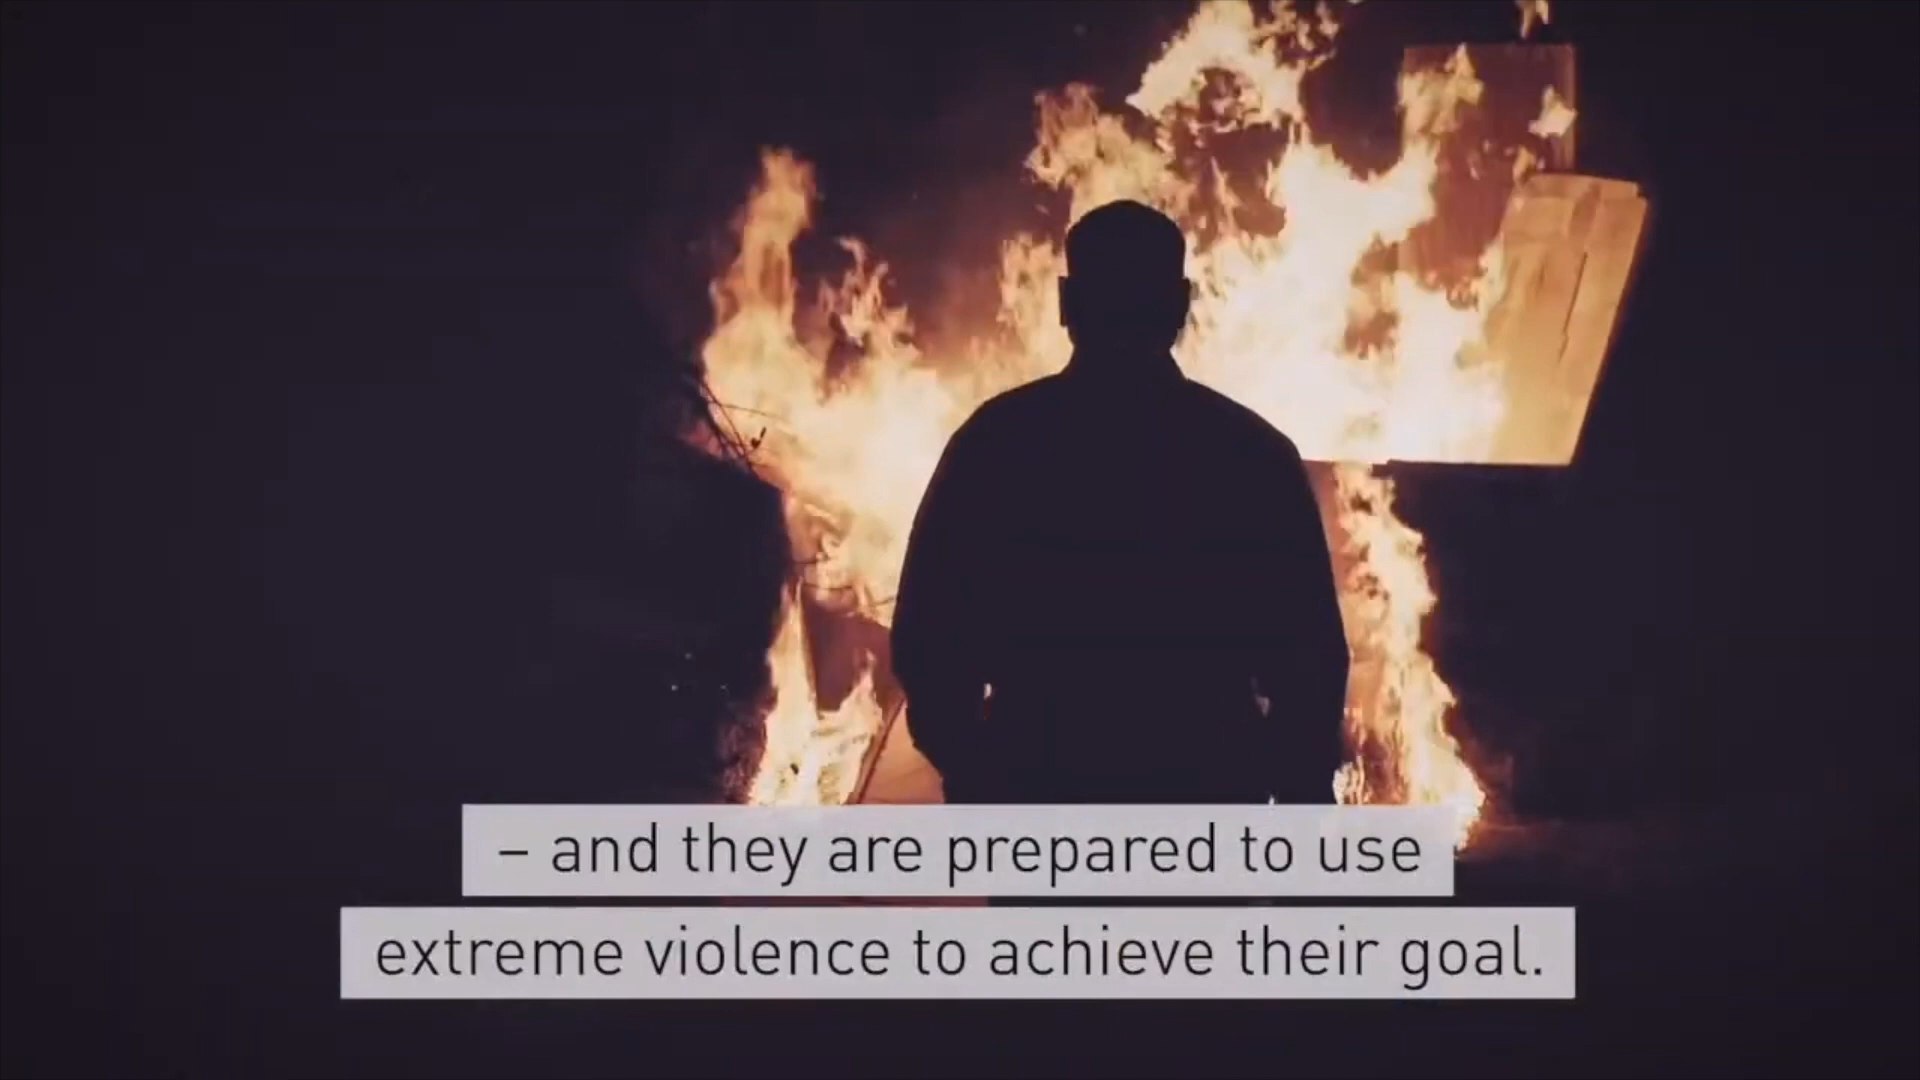 – and they are prepared to use
extreme violence to achieve their goal.